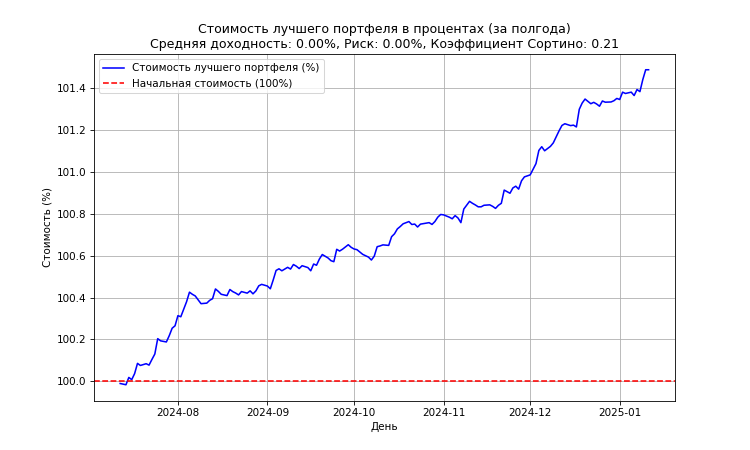 Стоимость лучшего портфеля в процентах (за полгода)
Средняя доходность: 0.00%, Риск: 0.00%, Коэффициент Сортино: 0.21
Стоимость лучшего портфеля (%)
Начальная стоимость (100%)
Стоимость (%)
101.4
101.2
101.0
100.8
100.6
100.4
100.2
100.0
2024-08
2024-09
2024-10
2024-11
2024-12
2025-01
День